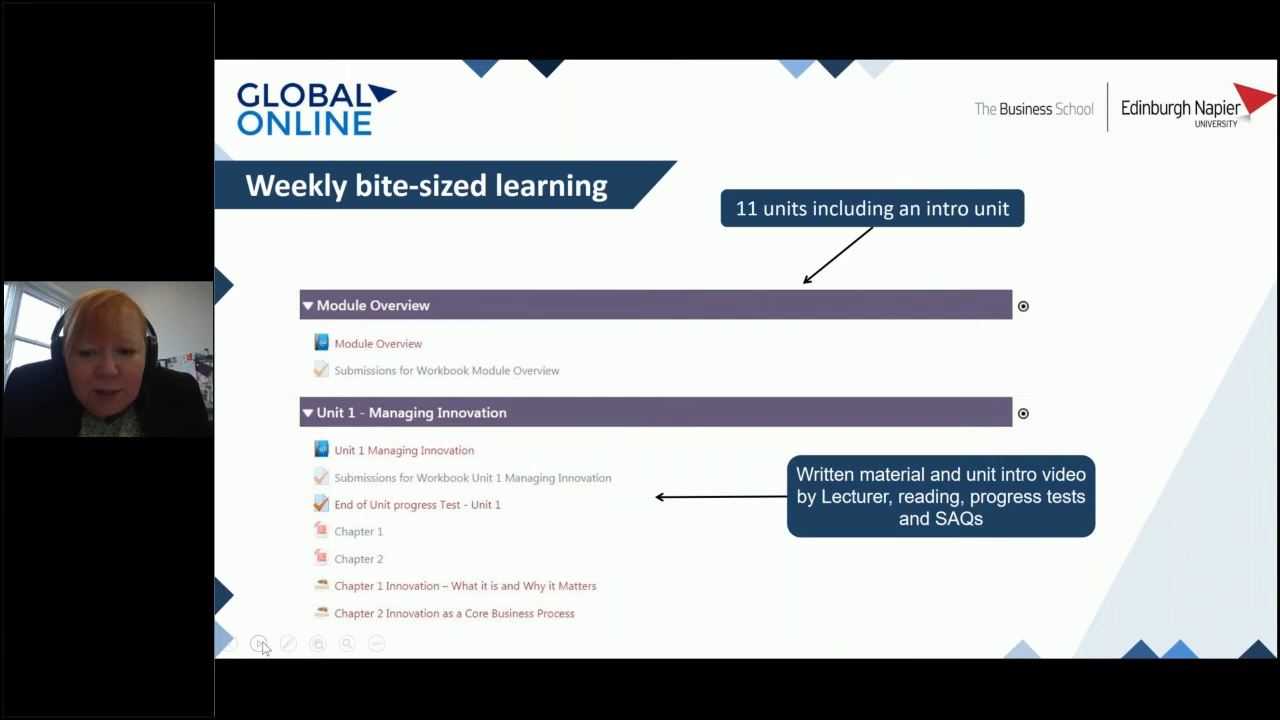 GLOBAL
ONLINE
The Business School
Edinburgh Napier
UNIVERSITY
Weekly bite-sized learning
11 units including an intro unit
Module Overview
Module Overview
Submissions for Workbook Module Overview
Unit 1 - Managing Innovation
Unit 1 Managing Innovation
Submissions for Workbook Unit 1 Managing Innovation
End of Unit progress Test - Unit 1
Chapter 1
Chapter 2
Chapter 1 Innovation – What it is and Why it Matters
Chapter 2 Innovation as a Core Business Process
Written material and unit intro video
by Lecturer, reading, progress tests
and SAQs